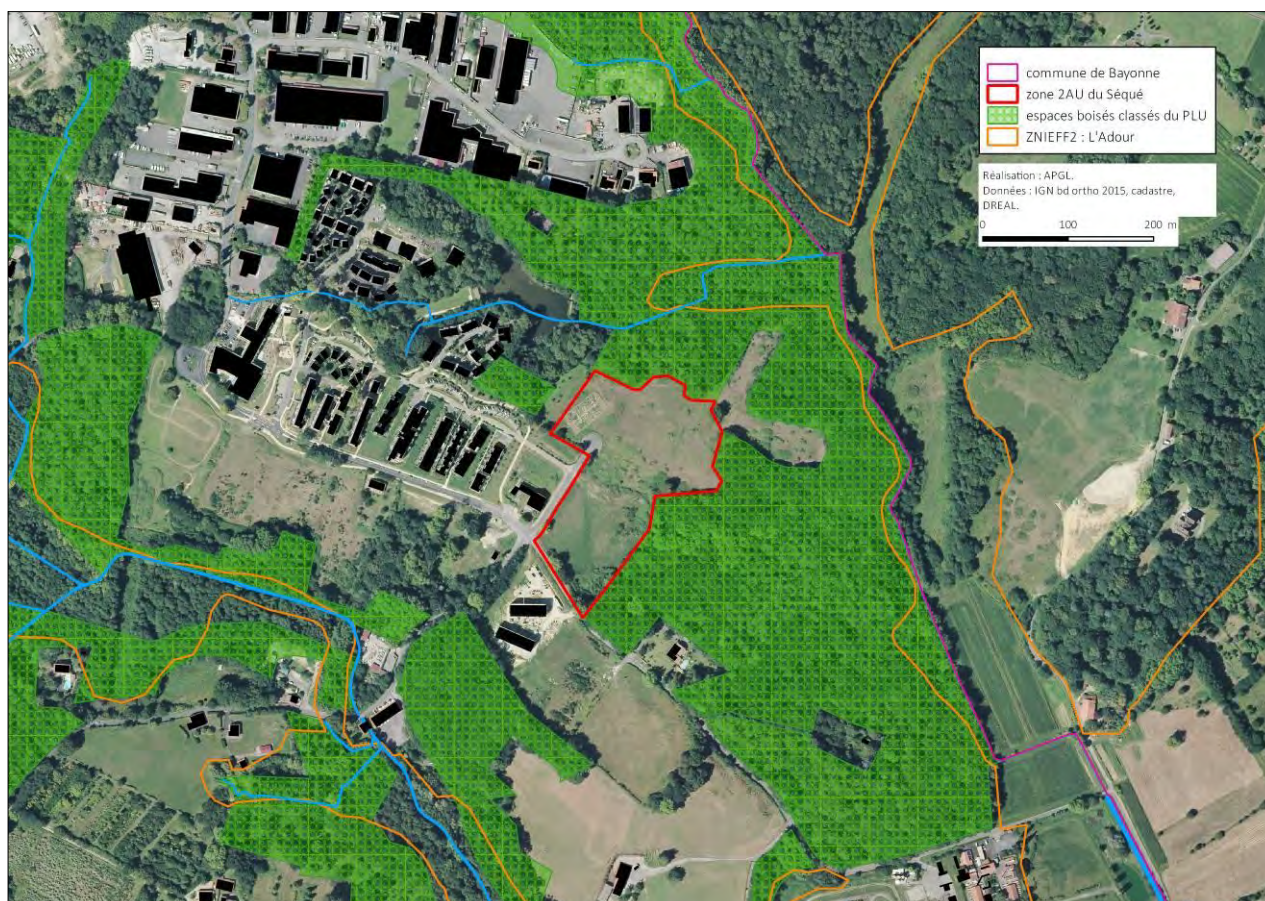 commune de Bayonne
zone 2AU du Séqué
espaces boisés classés du PLU
ZNIEFF2 : L'Adour
Réalisation : APGL.
Données : IGN bd ortho 2015, cadastre,
DREAL.
0 100 200 m